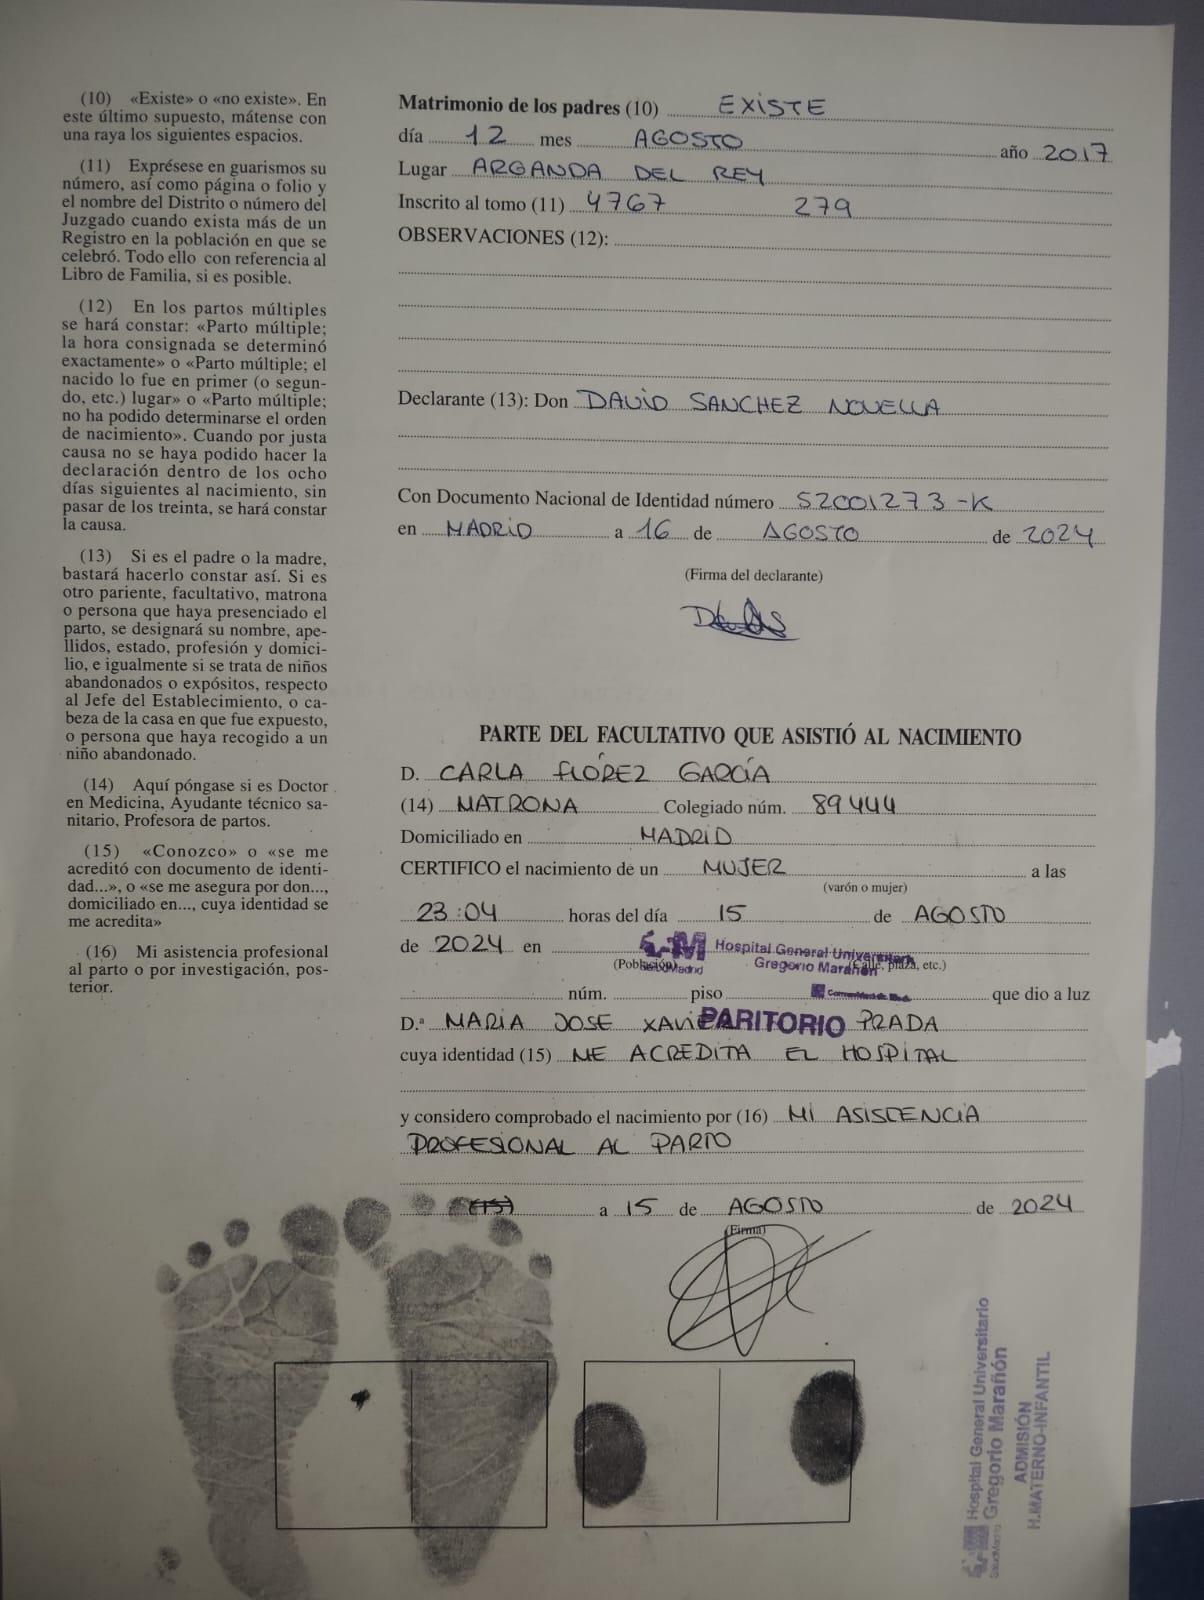 (10) «Existe» o «no existe». En
este último supuesto, mátense con
una raya los siguientes espacios.
(11) Exprésese en guarismos su
número, así como página o folio y
el nombre del Distrito o número del
Juzgado cuando exista más de un
Registro en la población en que se
celebró. Todo ello con referencia al
Libro de Familia, si es posible.
(12) En los partos múltiples
se hará constar: «Parto múltiple;
la hora consignada se determinó
exactamente» o «Parto múltiple; el
nacido lo fue en primer (o segun-
do, etc.) lugar» o «Parto múltiple;
no ha podido determinarse el orden
de nacimiento». Cuando por justa
causa no se haya podido hacer la
declaración dentro de los ocho
días siguientes al nacimiento, sin
pasar de los treinta, se hará constar
la causa.
(13) Si es el padre o la madre,
bastará hacerlo constar así. Si es
otro pariente, facultativo, matrona
o persona que haya presenciado el
parto, se designará su nombre, ape-
llidos, estado, profesión y domici-
lio, e igualmente si se trata de niños
abandonados o expósitos, respecto
al Jefe del Establecimiento, o ca-
beza de la casa en que fue expuesto,
o persona que haya recogido a un
niño abandonado.
(14) Aquí póngase si es Doctor
en Medicina, Ayudante técnico sa-
nitario, Profesora de partos.
(15) «Conozco» o «se me
acreditó con documento de identi-
dad...», o «se me asegura por don...,
domiciliado en..., cuya identidad se
me acredita»
(16) Mi asistencia profesional
al parto o por investigación, pos-
terior.
Matrimonio de los padres (10) EXISTE
día 12 mes AGOSTO año 2017
Lugar ARGANDA DEL REY
Inscrito al tomo (11) 4767 279
OBSERVACIONES (12):
Declarante (13): Don DAVID SANCHEZ NOVELLA
Con Documento Nacional de Identidad número 52001273-K
en MADRID a 16 de AGOSTO de 2024
(Firma del declarante)
PARTE DEL FACULTATIVO QUE ASISTIÓ AL NACIMIENTO
D. CARLA FLÓREZ GARCÍA
(14) MATRONA Colegiado núm. 89444
Domiciliado en MADRID
CERTIFICO el nacimiento de un MUJER a las
(varón o mujer)
23:04 horas del día 15 de AGOSTO
de 2024 en Hospital General Universitario
(Población) SaludMadrid Gregorio Marañón (Calle, plaza, etc.)
núm. piso Comunidad de Madrid que dio a luz
D.ª MARIA JOSE PARITORIO PRADA
cuya identidad (15) ME ACREDITA EL HOSPITAL
y considero comprobado el nacimiento por (16) MI ASISTENCIA
PROFESIONAL AL PARTO
(15) a 15 de AGOSTO de 2024
(Firma)
Hospital General Universitario
SaludMadrid Gregorio Marañón
ADMISIÓN
H.MATERNO-INFANTIL